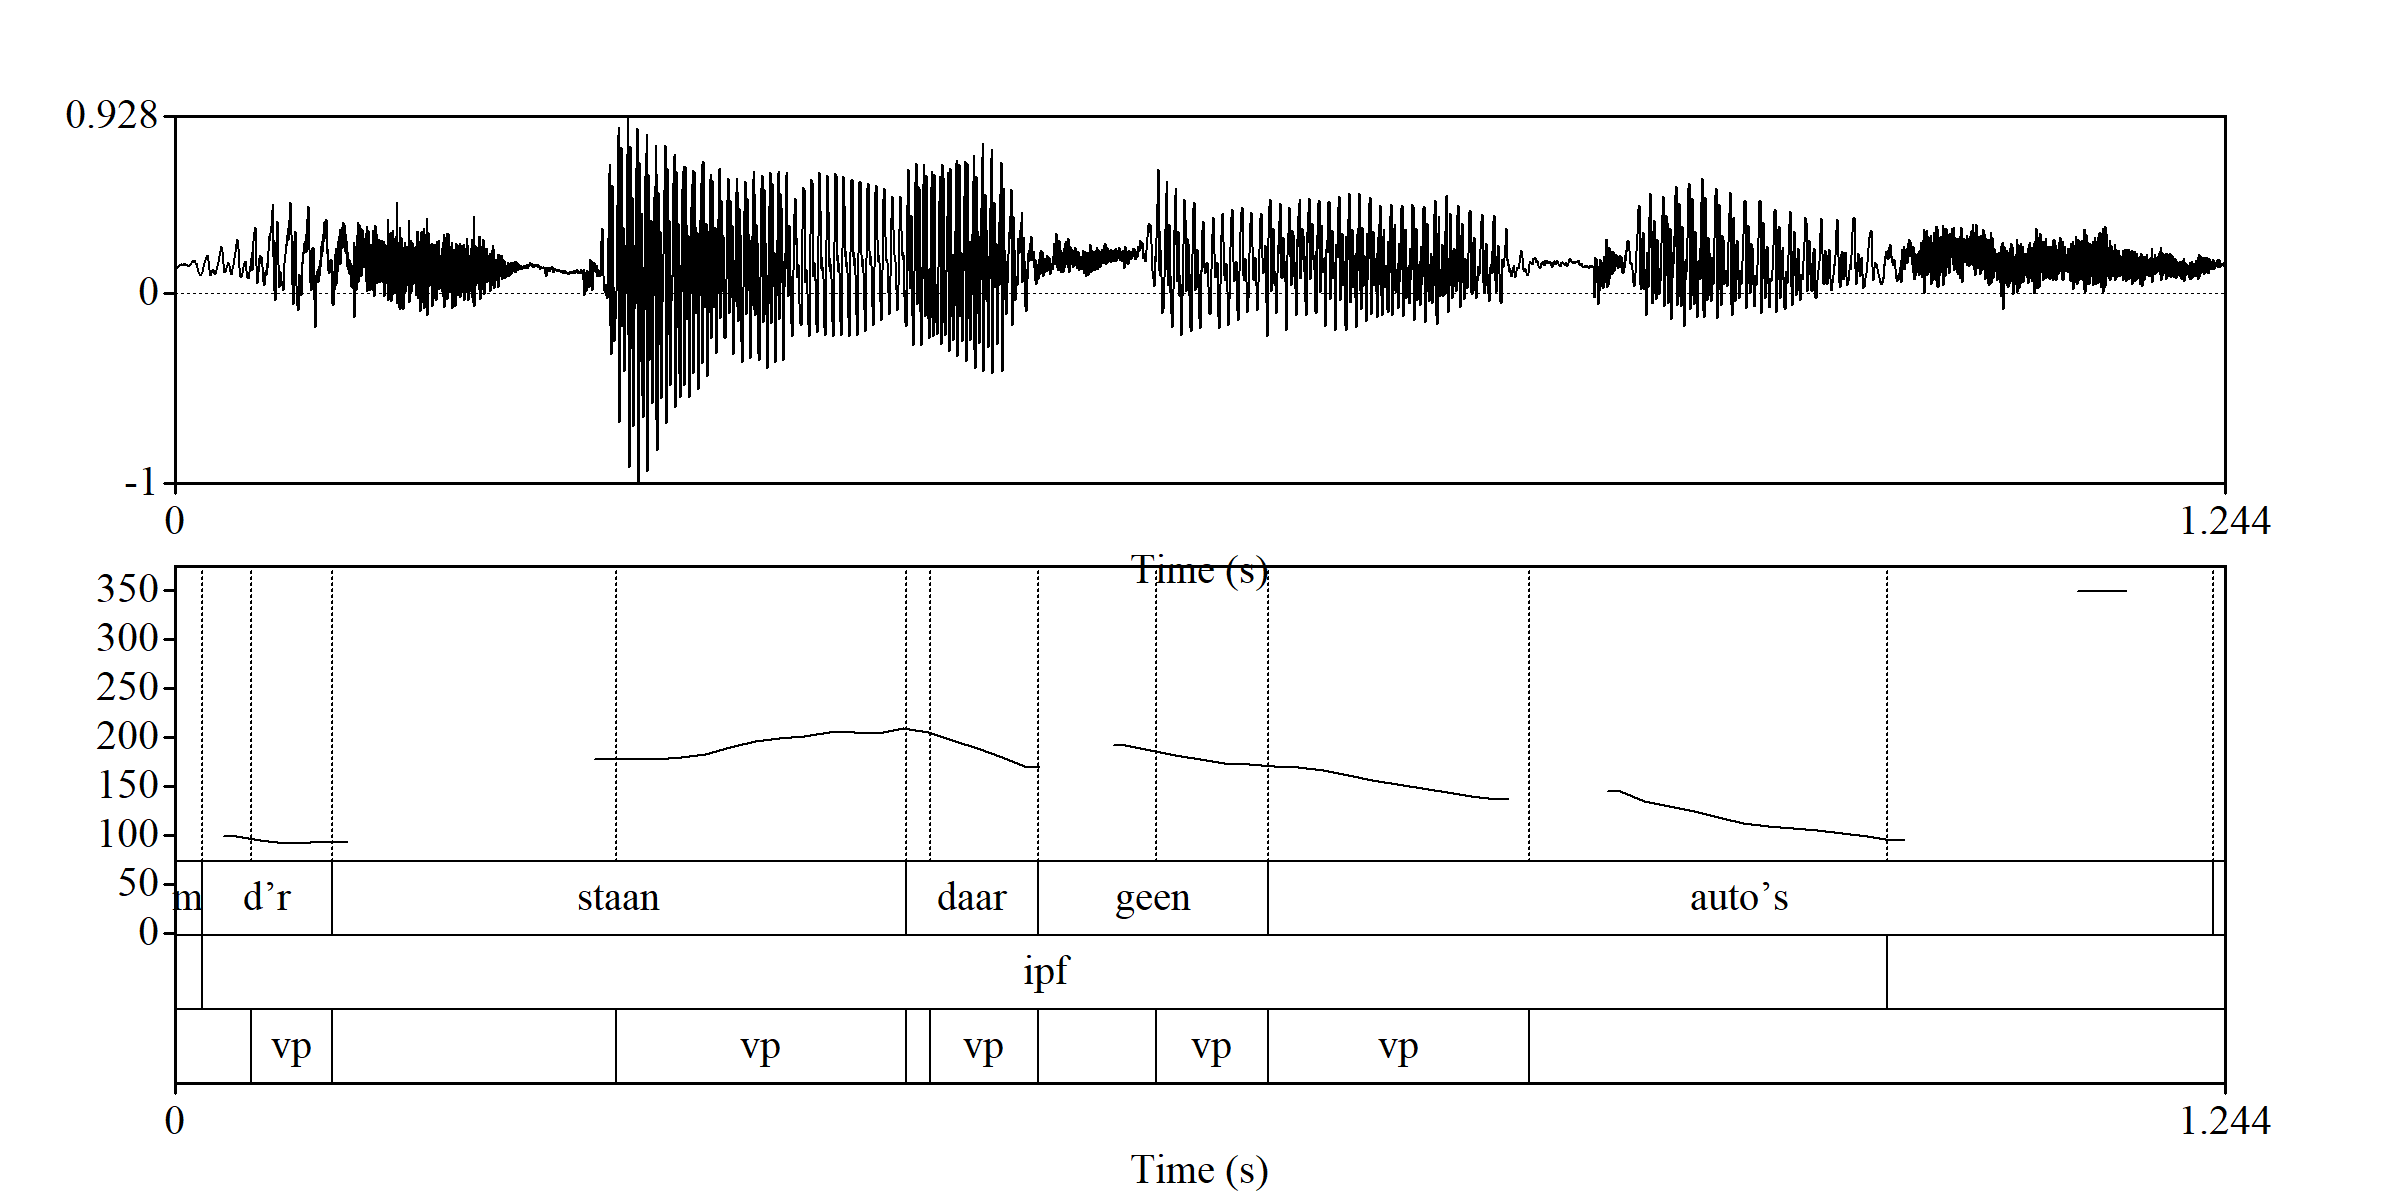 0.928
0
-1
0 1.244
Time (s)
350
300
250
200
150
100
50
0
m d’r staan daar geen auto’s
ipf
vp vp vp vp vp
0 1.244
Time (s)